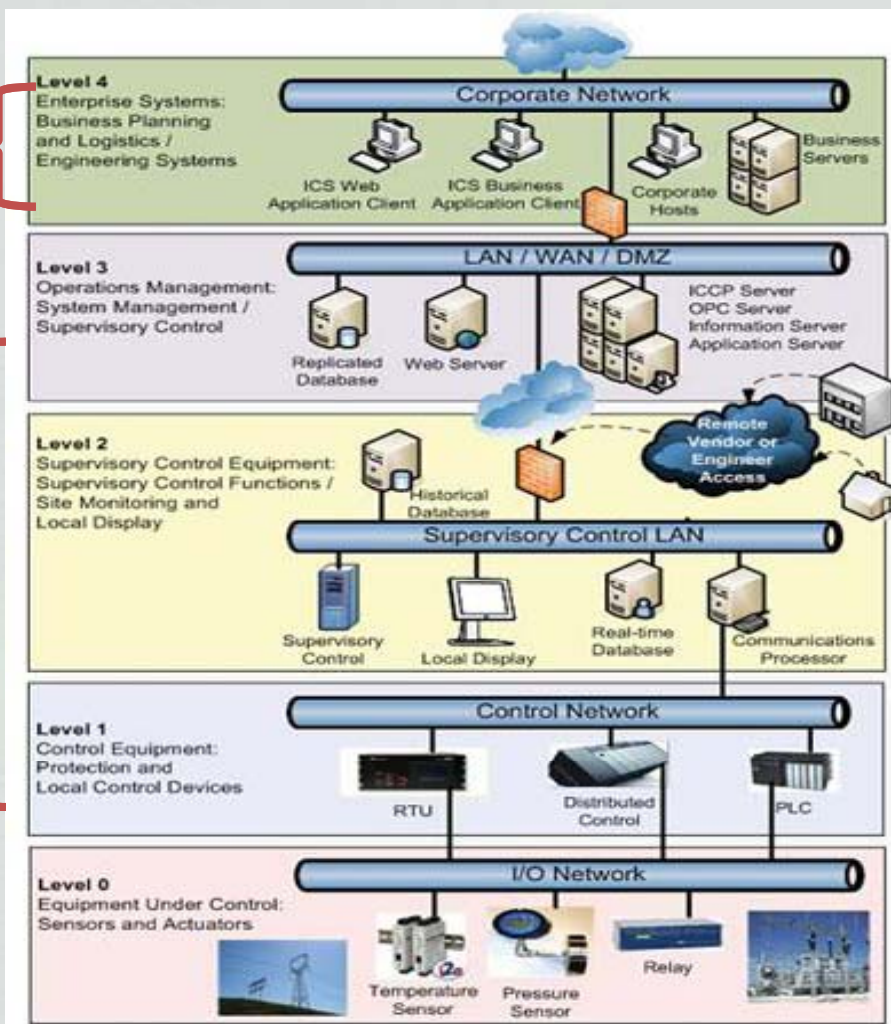 Level 4
Enterprise Systems:
Business Planning
and Logistics /
Engineering Systems
Corporate Network
ICS Web
Application Client
ICS Business
Application Client
Corporate
Hosts
Business
Servers
Level 3
Operations Management:
System Management /
Supervisory Control
LAN / WAN / DMZ
Replicated
Database
Web Server
ICCP Server
OPC Server
Information Server
Application Server
Level 2
Supervisory Control Equipment:
Supervisory Control Functions /
Site Monitoring and
Local Display
Remote
Vendor or
Engineer
Access
Historical
Database
Supervisory Control LAN
Supervisory
Control
Local Display
Real-time
Database
Communications
Processor
Level 1
Control Equipment:
Protection and
Local Control Devices
Control Network
RTU
Distributed
Control
PLC
Level 0
Equipment Under Control:
Sensors and Actuators
I/O Network
Temperature
Sensor
Pressure
Sensor
Relay